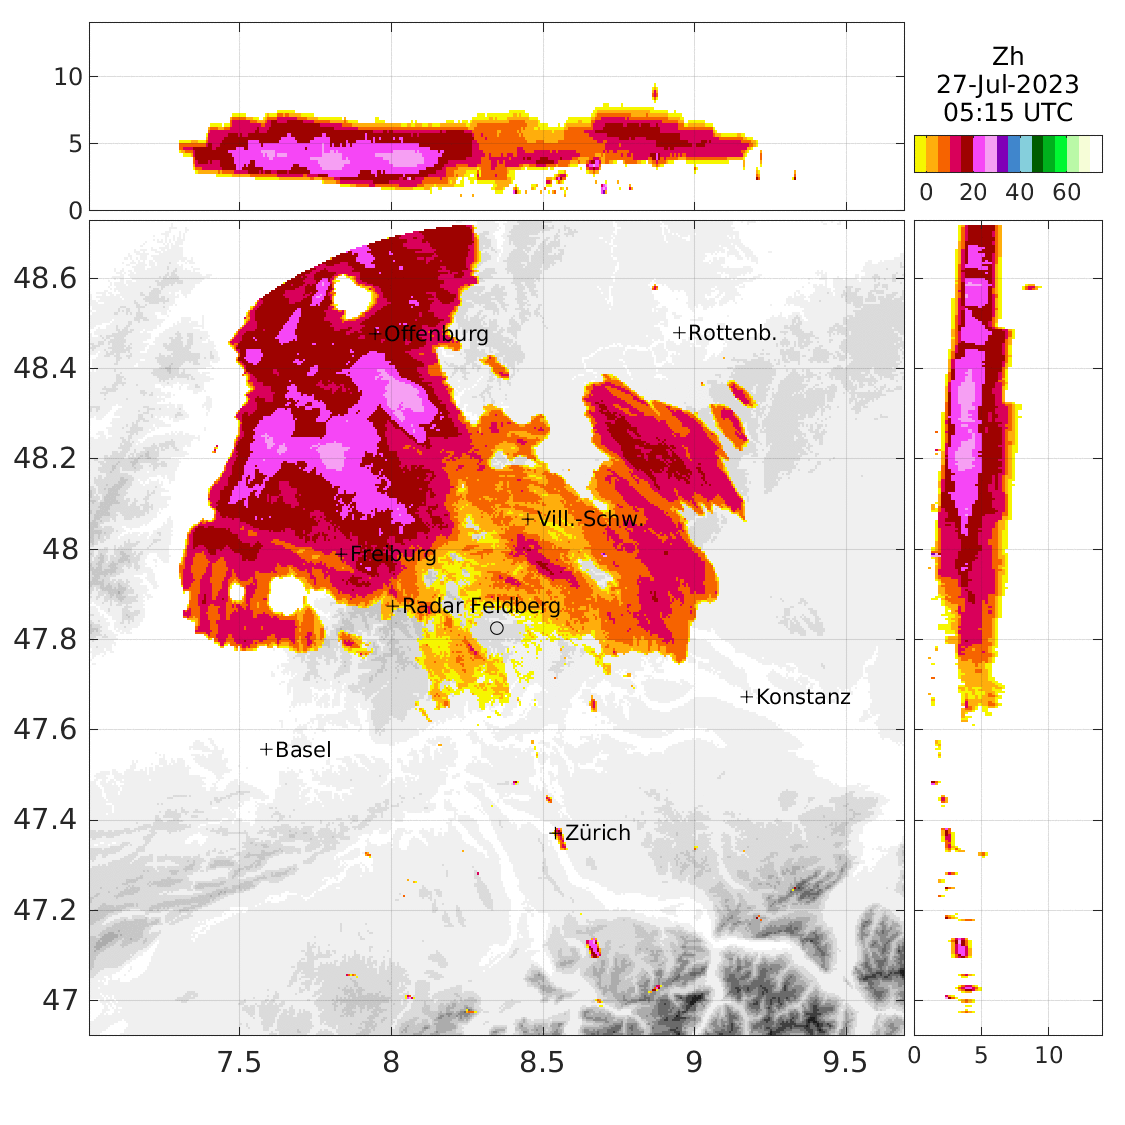 Zh
27-Jul-2023
05:15 UTC
0 20 40 60
10
5
0
48.6
48.4
48.2
48
47.8
47.6
47.4
47.2
47
Offenburg
Rottenb.
Vill.-Schw.
Freiburg
Radar Feldberg
Konstanz
Basel
Zürich
7.5 8 8.5 9 9.5
0 5 10